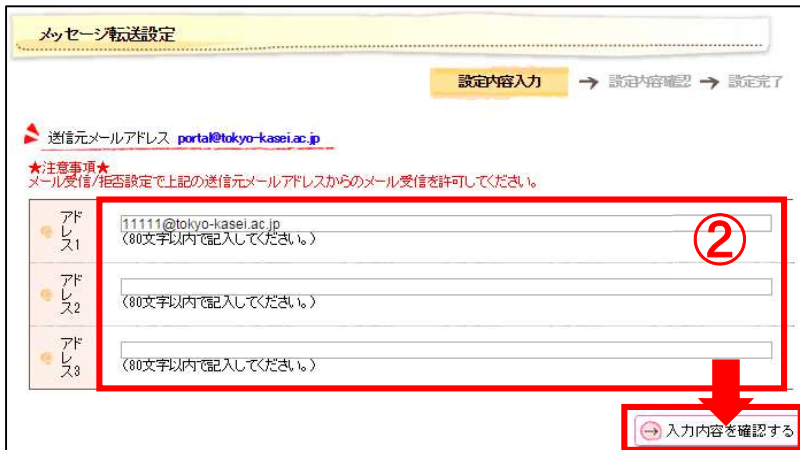 メッセージ転送設定
設定内容入力 → 設定内容確認 → 設定完了
送信元メールアドレス portal@tokyo-kasei.ac.jp
★注意事項★
メール受信/拒否設定で上記の送信元メールアドレスからのメール受信を許可してください。
アドレス1
11111@tokyo-kasei.ac.jp
(80文字以内で記入してください。)
②
アドレス2
(80文字以内で記入してください。)
アドレス3
(80文字以内で記入してください。)
入力内容を確認する